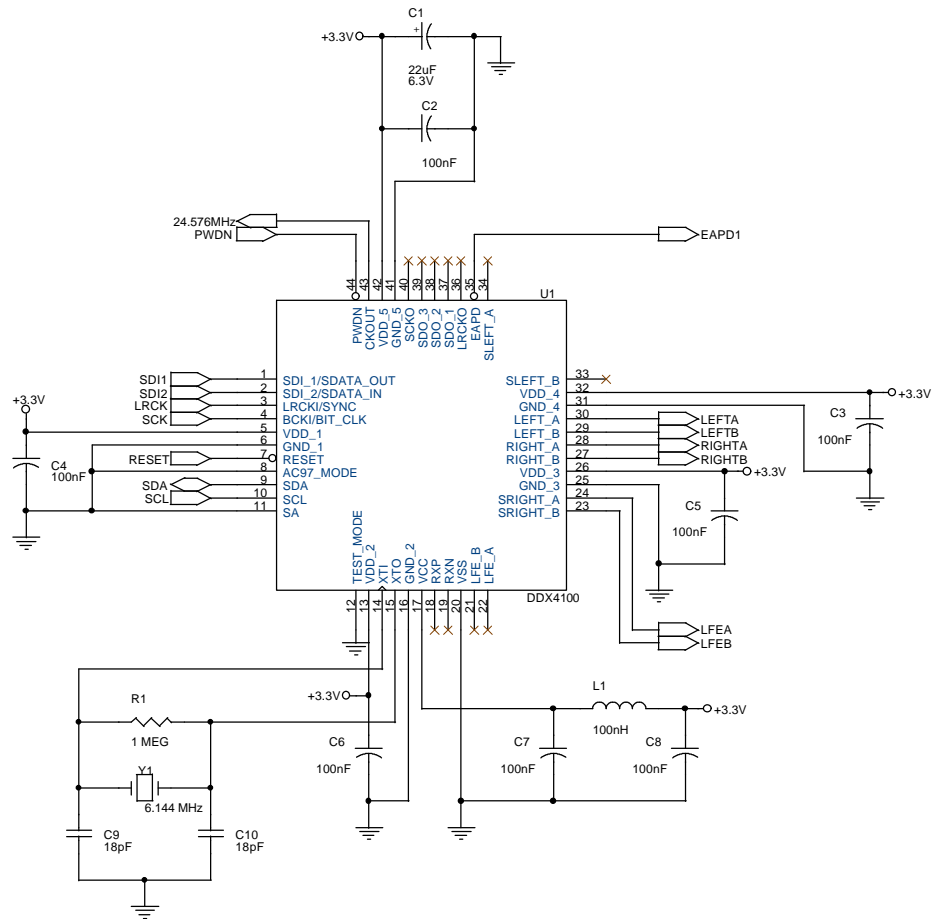 C1
+3.3V
+
22uF
6.3V
C2
100nF
24.576MHz
PWDN
EAPD1
44
43
42
41
40
39
38
37
36
35
34
U1
PWDN
CKOUT
VDD_5
GND_5
SCKO
SDO_3
SDO_2
SDO_1
LRCKO
EAPD
SLEFT_A
SDI1
1
SDI_1/SDATA_OUT
SLEFT_B
33
SDI2
2
SDI_2/SDATA_IN
VDD_4
32
+3.3V
LRCK
3
LRCKI/SYNC
GND_4
31
+3.3V
SCK
4
BCKI/BIT_CLK
LEFT_A
30
LEFTA
C3
5
VDD_1
LEFT_B
29
LEFTB
100nF
6
GND_1
RIGHT_A
28
RIGHTA
C4
100nF
RESET
7
RESET
RIGHT_B
27
RIGHTB
8
AC97_MODE
VDD_3
26
+3.3V
SDA
9
SDA
GND_3
25
SCL
10
SCL
SRIGHT_A
24
11
SA
SRIGHT_B
23
C5
100nF
TEST_MODE
VDD_2
XTI
XTO
GND_2
VCC
RXP
RXN
VSS
LFE_B
LFE_A
DDX4100
12
13
14
15
16
17
18
19
20
21
22
LFEA
LFEB
R1
1 MEG
+3.3V
L1
100nH
+3.3V
C6
100nF
C7
100nF
C8
100nF
Y1
6.144 MHz
C9
18pF
C10
18pF